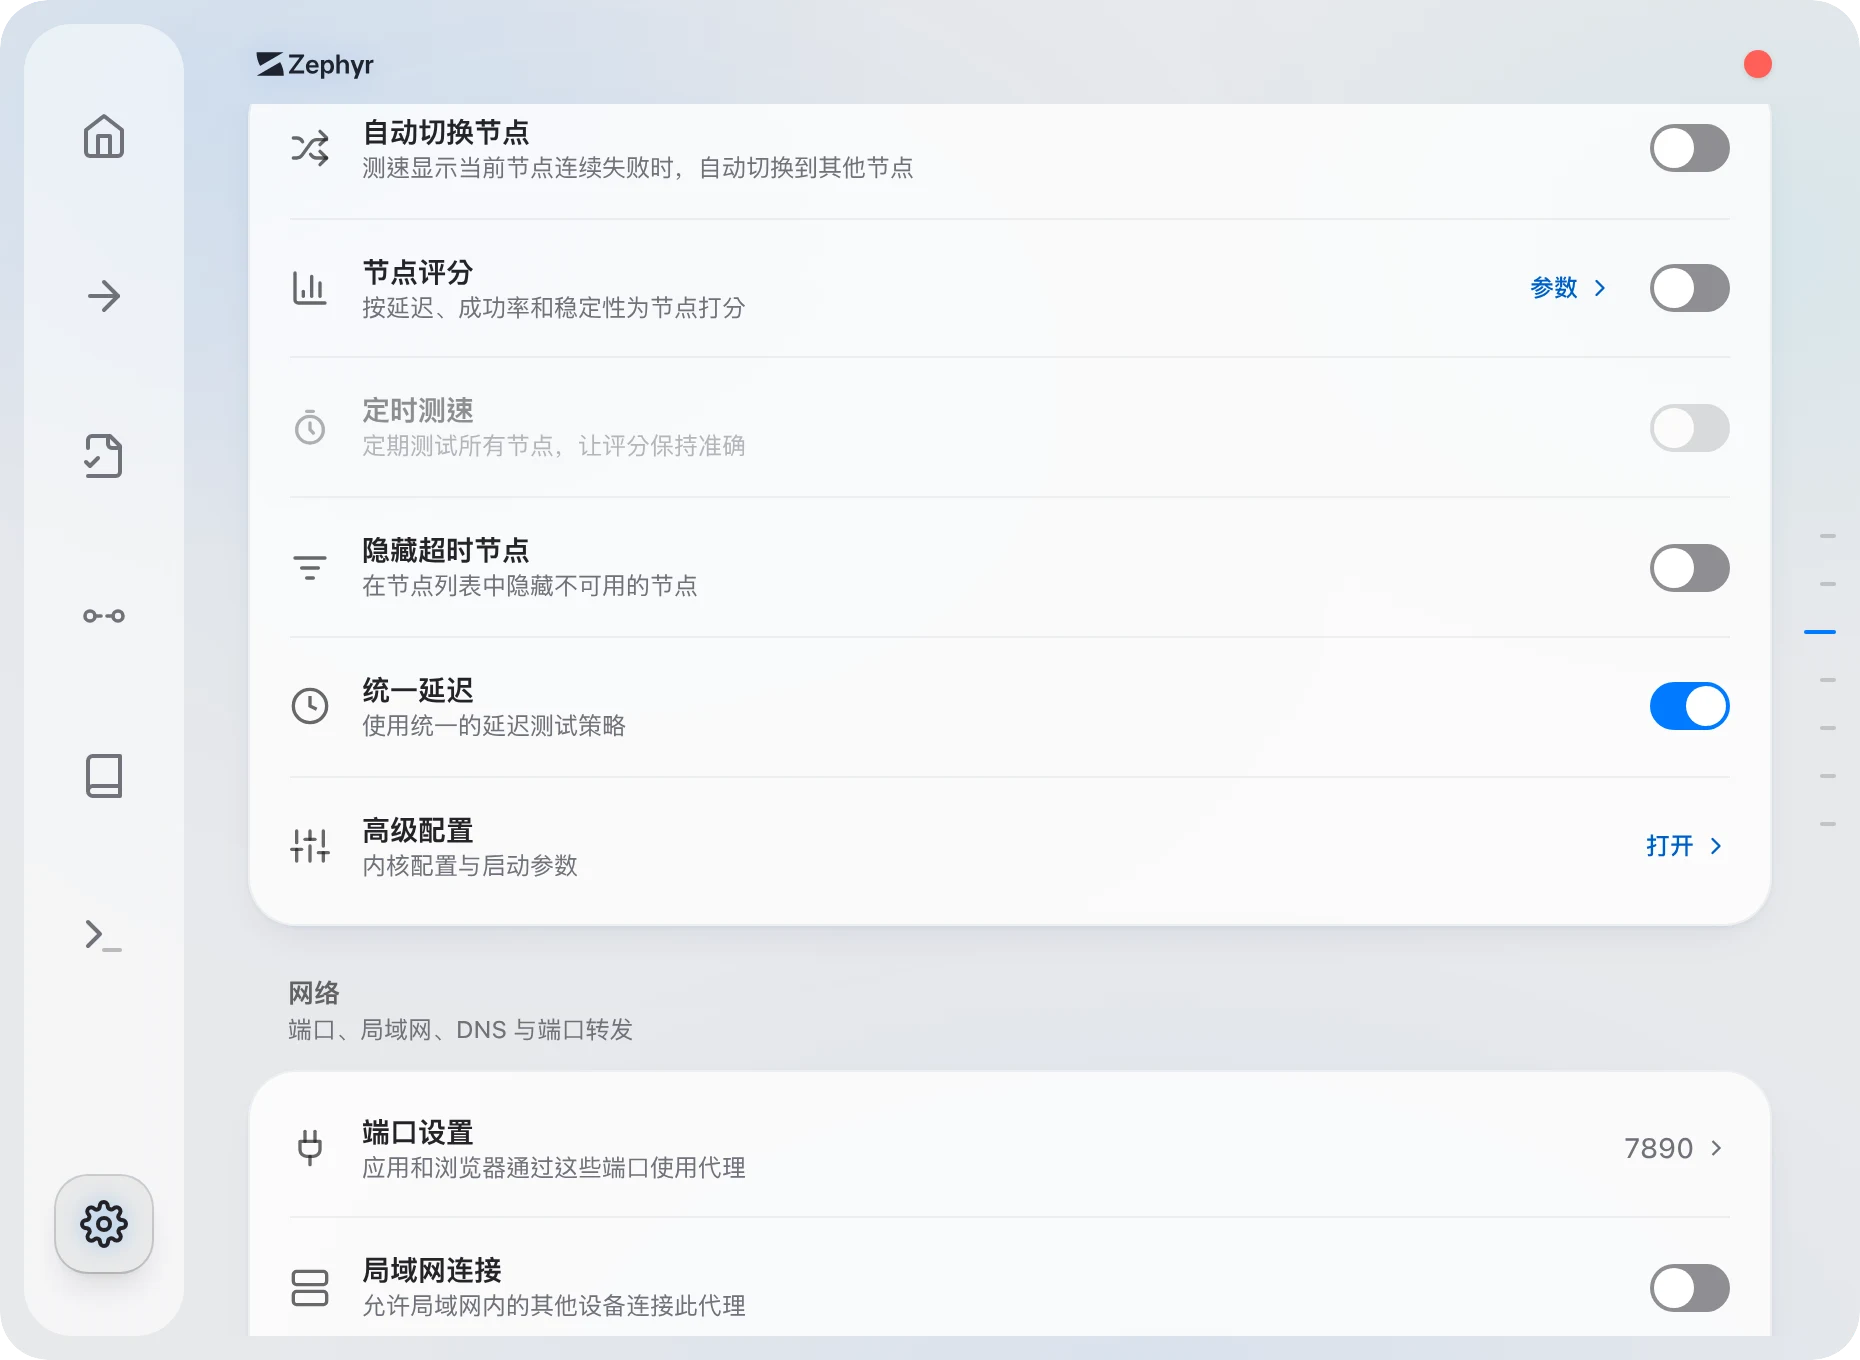 Zephyr
自动切换节点
测速显示当前节点连续失败时，自动切换到其他节点
节点评分
按延迟、成功率和稳定性为节点打分
参数
定时测速
定期测试所有节点，让评分保持准确
隐藏超时节点
在节点列表中隐藏不可用的节点
统一延迟
使用统一的延迟测试策略
高级配置
内核配置与启动参数
打开
网络
端口、局域网、DNS 与端口转发
端口设置
应用和浏览器通过这些端口使用代理
7890
局域网连接
允许局域网内的其他设备连接此代理